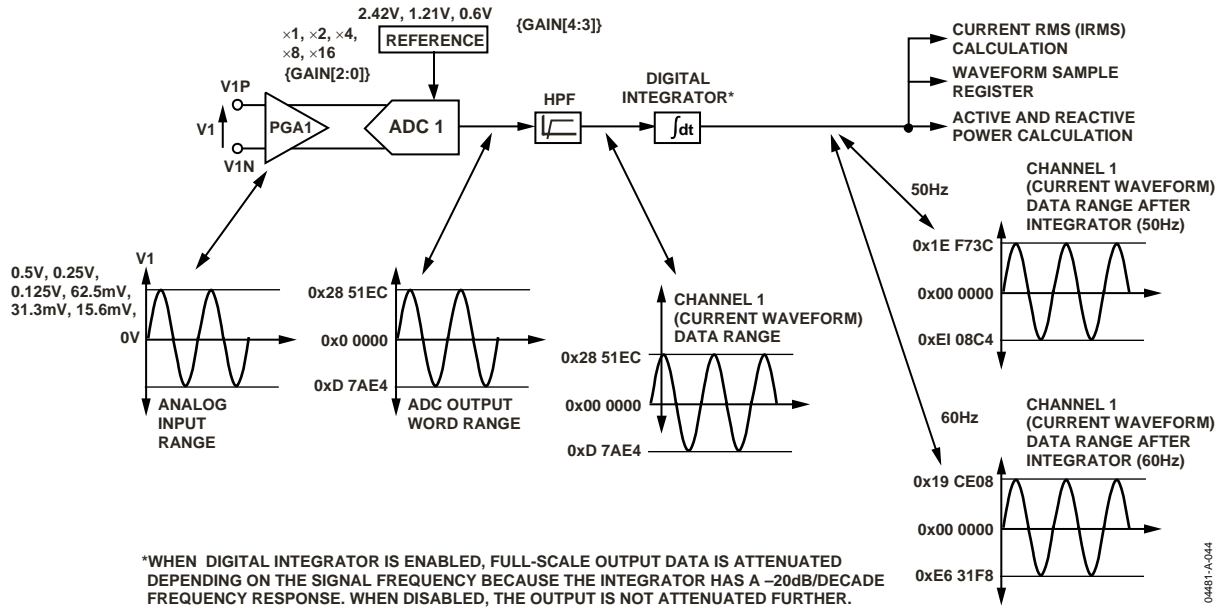 2.42V, 1.21V, 0.6V
{GAIN[4:3]}
×1, ×2, ×4,
×8, ×16
{GAIN[2:0]}
REFERENCE
V1P
V1
V1N
PGA1
ADC 1
HPF
DIGITAL
INTEGRATOR*
∫dt
CURRENT RMS (IRMS)
CALCULATION
WAVEFORM SAMPLE
REGISTER
ACTIVE AND REACTIVE
POWER CALCULATION
50Hz
CHANNEL 1
(CURRENT WAVEFORM)
DATA RANGE AFTER
INTEGRATOR (50Hz)
0x1E F73C
0x00 0000
0xEI 08C4
V1
0.5V, 0.25V,
0.125V, 62.5mV,
31.3mV, 15.6mV,
0V
ANALOG
INPUT
RANGE
0x28 51EC
0x0 0000
0xD 7AE4
ADC OUTPUT
WORD RANGE
CHANNEL 1
(CURRENT WAVEFORM)
DATA RANGE
0x28 51EC
0x00 0000
0xD 7AE4
60Hz
CHANNEL 1
(CURRENT WAVEFORM)
DATA RANGE AFTER
INTEGRATOR (60Hz)
0x19 CE08
0x00 0000
0xE6 31F8
*WHEN DIGITAL INTEGRATOR IS ENABLED, FULL-SCALE OUTPUT DATA IS ATTENUATED
DEPENDING ON THE SIGNAL FREQUENCY BECAUSE THE INTEGRATOR HAS A –20dB/DECADE
FREQUENCY RESPONSE. WHEN DISABLED, THE OUTPUT IS NOT ATTENUATED FURTHER.
04481-A-044